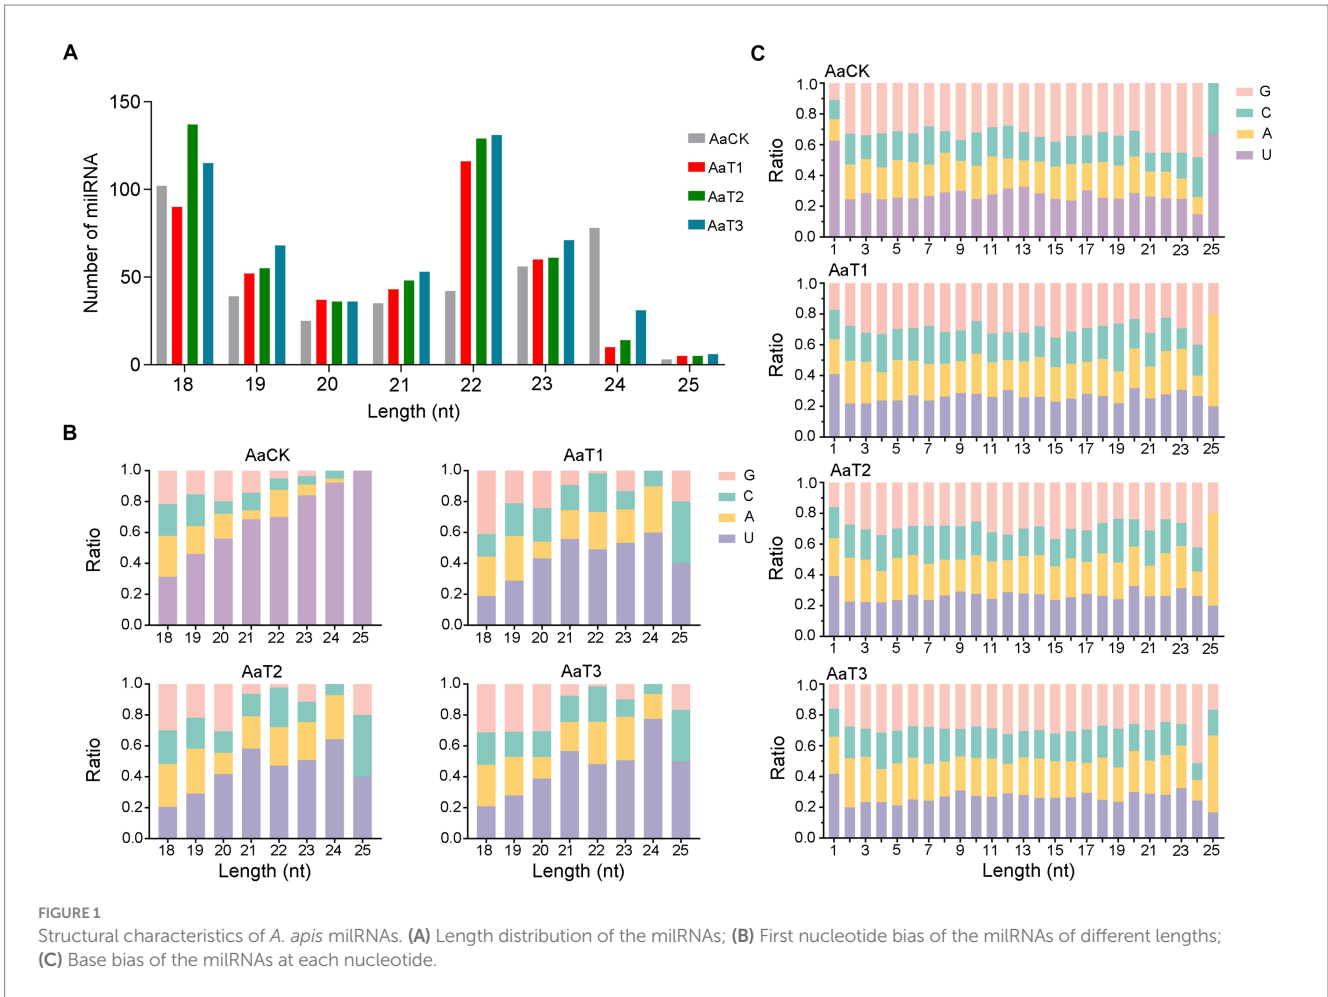 A
150
100
50
0
Number of milRNA
AaCK
AaT1
AaT2
AaT3
18 19 20 21 22 23 24 25
Length (nt)
B
AaCK
1.0
0.8
0.6
0.4
0.2
0.0
Ratio
18 19 20 21 22 23 24 25
AaT1
1.0
0.8
0.6
0.4
0.2
0.0
18 19 20 21 22 23 24 25
G
C
A
U
AaT2
1.0
0.8
0.6
0.4
0.2
0.0
Ratio
18 19 20 21 22 23 24 25
Length (nt)
AaT3
1.0
0.8
0.6
0.4
0.2
0.0
18 19 20 21 22 23 24 25
Length (nt)
C
AaCK
1.0
0.8
0.6
0.4
0.2
0.0
Ratio
1 3 5 7 9 11 13 15 17 19 21 23 25
G
C
A
U
AaT1
1.0
0.8
0.6
0.4
0.2
0.0
Ratio
1 3 5 7 9 11 13 15 17 19 21 23 25
AaT2
1.0
0.8
0.6
0.4
0.2
0.0
Ratio
1 3 5 7 9 11 13 15 17 19 21 23 25
AaT3
1.0
0.8
0.6
0.4
0.2
0.0
Ratio
1 3 5 7 9 11 13 15 17 19 21 23 25
Length (nt)
FIGURE 1
Structural characteristics of A. apis milRNAs. (A) Length distribution of the milRNAs; (B) First nucleotide bias of the milRNAs of different lengths;
(C) Base bias of the milRNAs at each nucleotide.